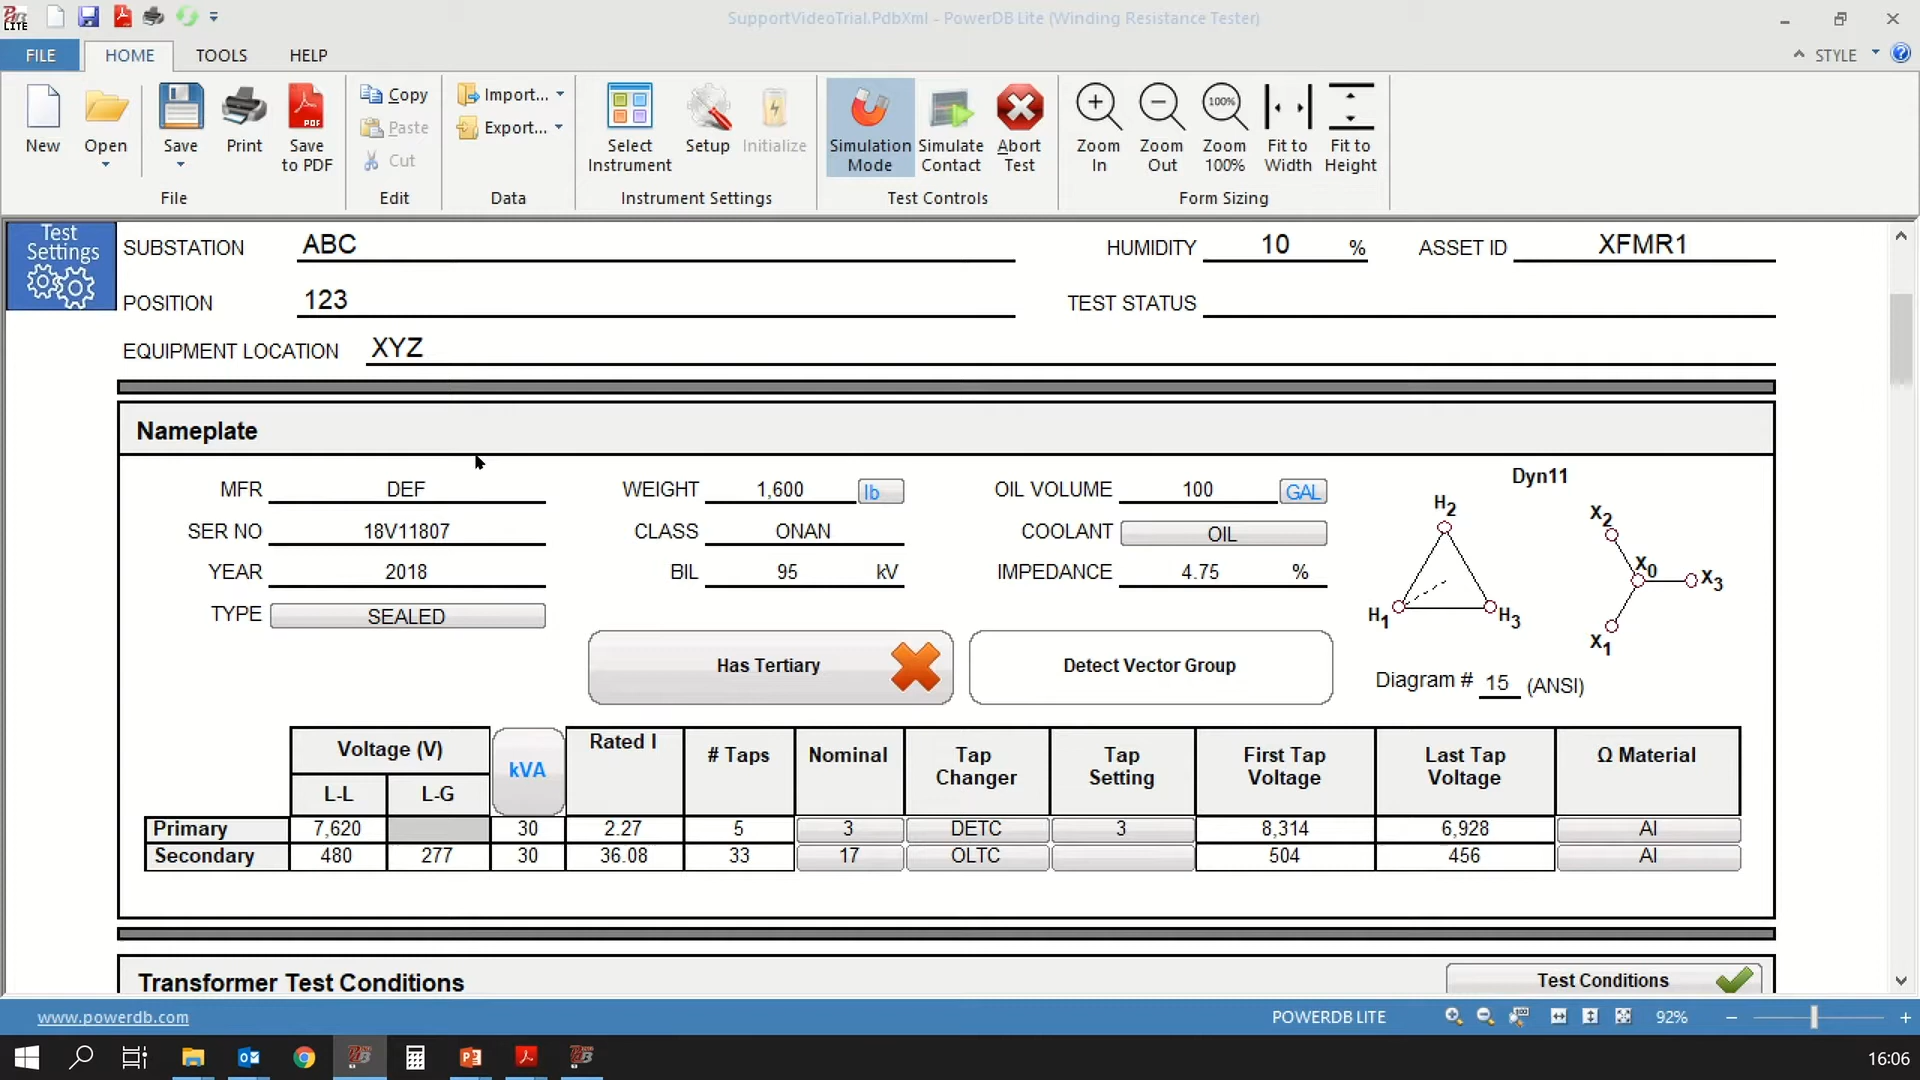 SupportVideoTrial.PdbXml - PowerDB Lite (Winding Resistance Tester)
LITE
FILE HOME TOOLS HELP STYLE
New Open Save Print Save to PDF
Copy
Paste
Cut
Import...
Export...
Select Instrument Setup Initialize
Simulation Mode Simulate Contact Abort Test
Zoom In Zoom Out 100% Zoom 100% Fit to Width Fit to Height
File Edit Data Instrument Settings Test Controls Form Sizing
Test Settings
SUBSTATION ABC HUMIDITY 10 % ASSET ID XFMR1
POSITION 123 TEST STATUS
EQUIPMENT LOCATION XYZ
Nameplate
MFR DEF WEIGHT 1,600 lb OIL VOLUME 100 GAL
SER NO 18V11807 CLASS ONAN COOLANT OIL
YEAR 2018 BIL 95 kV IMPEDANCE 4.75 %
TYPE SEALED
Has Tertiary Detect Vector Group
Dyn11
H2 X2
X0 X3
H1 H3
X1
Diagram # 15 (ANSI)
Voltage (V) kVA Rated I # Taps Nominal Tap Changer Tap Setting First Tap Voltage Last Tap Voltage Ω Material
L-L L-G
Primary 7,620 30 2.27 5 3 DETC 3 8,314 6,928 Al
Secondary 480 277 30 36.08 33 17 OLTC 504 456 Al
Transformer Test Conditions Test Conditions
www.powerdb.com POWERDB LITE 92%
16:06